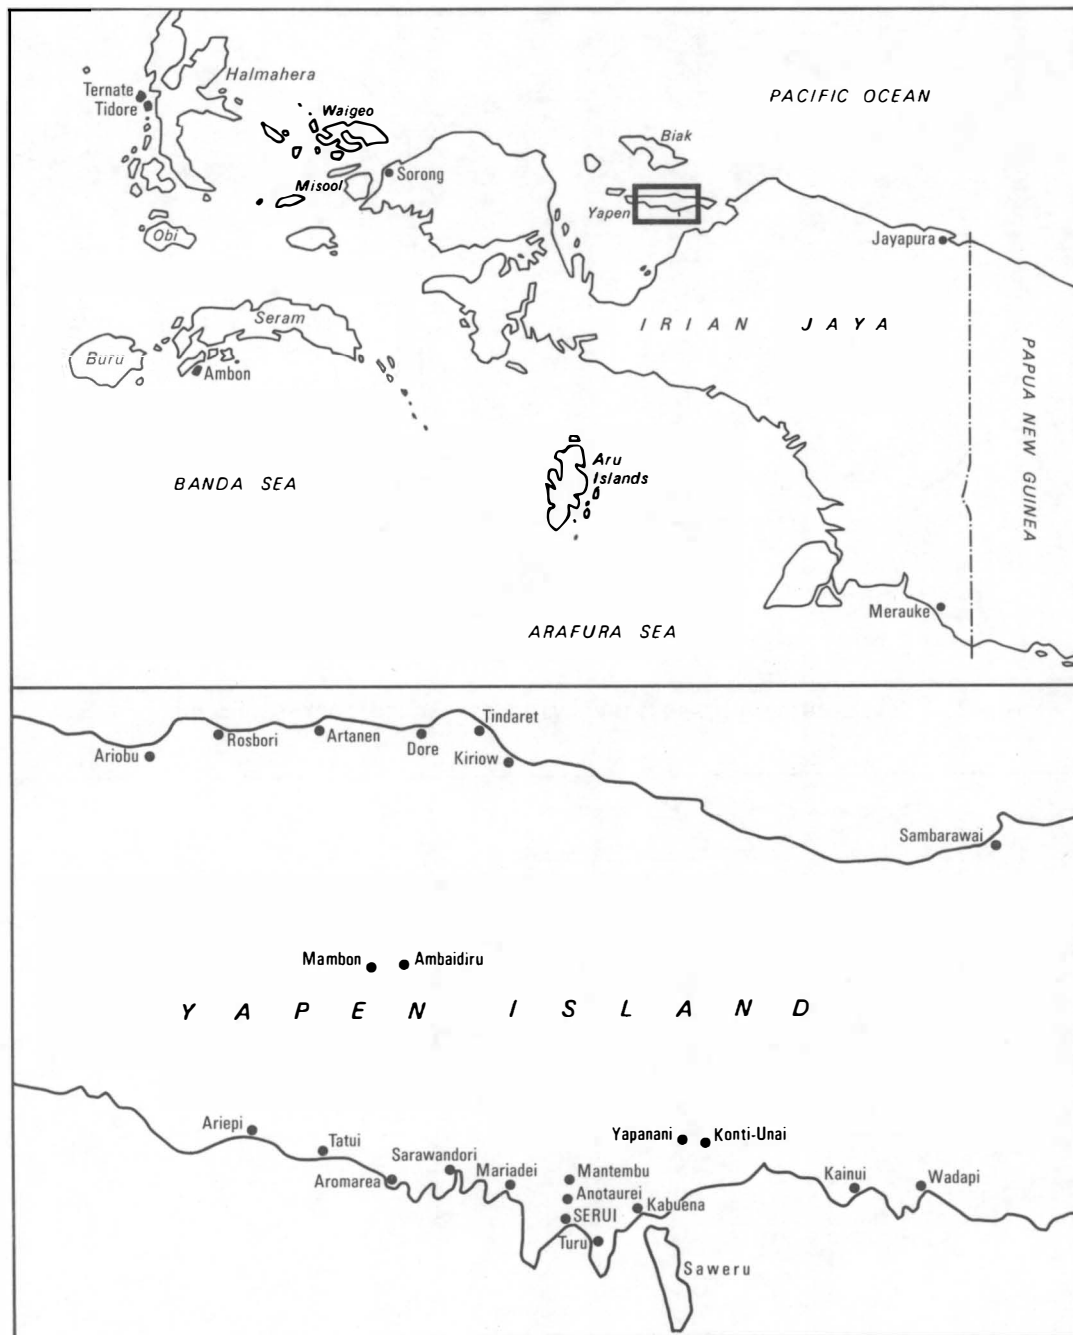 Halmahera
Ternate
Tidore
PACIFIC OCEAN
Waigeo
Biak
Sorong
Misool
Yapen
Obi
Jayapura
IRIAN JAYA
Seram
Buru
Ambon
PAPUA NEW GUINEA
Aru
Islands
BANDA SEA
Merauke
ARAFURA SEA
Tindaret
Rosbori
Artanen
Dore
Ariobu
Kiriow
Sambarawai
Mambon
Ambaidiru
YAPEN ISLAND
Ariepi
Tatui
Yapanani
Konti-Unai
Sarawandori
Mariadei
Mantembu
Aromarea
Kainui
Wadapi
Anotaurei
Kabuena
SERUI
Turu
Saweru